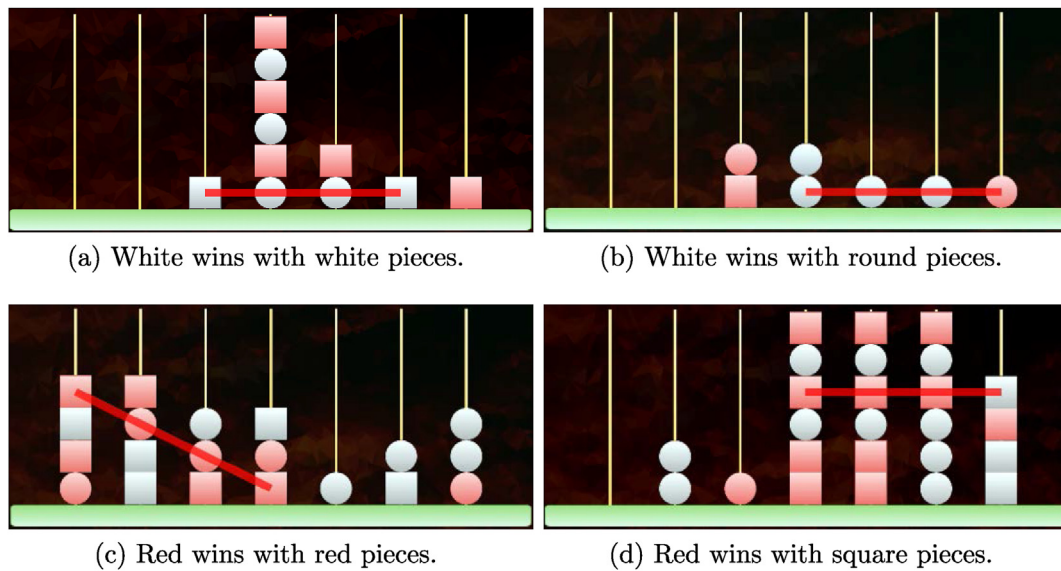 (a) White wins with white pieces.
(b) White wins with round pieces.
(c) Red wins with red pieces.
(d) Red wins with square pieces.